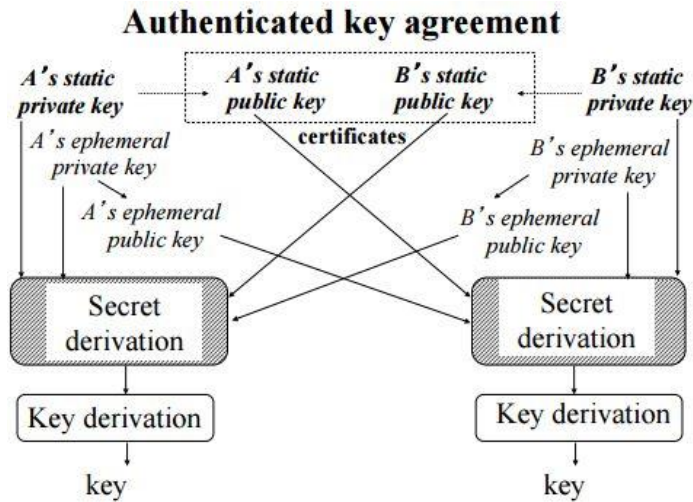 Authenticated key agreement
A's static
private key
A's static
public key
B's static
public key
B's static
private key
certificates
A's ephemeral
private key
B's ephemeral
private key
A's ephemeral
public key
B's ephemeral
public key
Secret
derivation
Secret
derivation
Key derivation
Key derivation
key
key